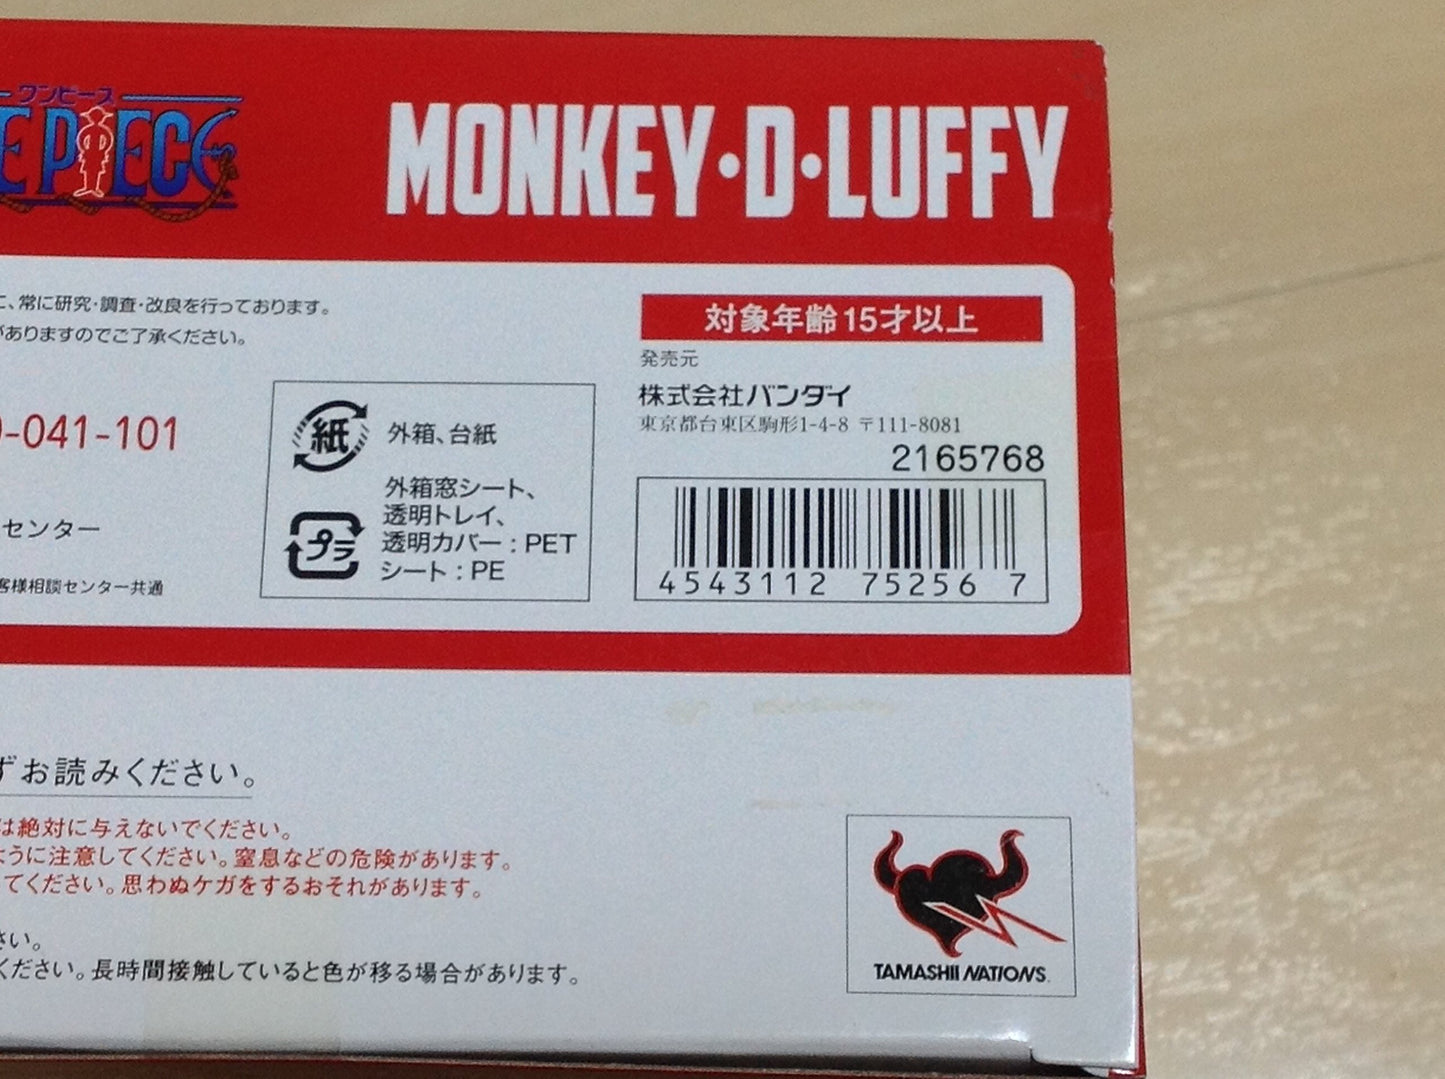 ワンピース
E PIECE
MONKEY·D·LUFFY
、常に研究・調査・改良を行っております。
がありますのでご了承ください。
対象年齢15才以上
発売元
株式会社バンダイ
東京都台東区駒形1-4-8 〒111-8081
2165768
4543112 752567
-041-101
センター
客様相談センター共通
紙
外箱、台紙
プラ
外箱窓シート、
透明トレイ、
透明カバー：PET
シート：PE
ずお読みください。
は絶対に与えないでください。
ように注意してください。窒息などの危険があります。
てください。思わぬケガをするおそれがあります。
さい。
ください。長時間接触していると色が移る場合があります。
TAMASHII NATIONS